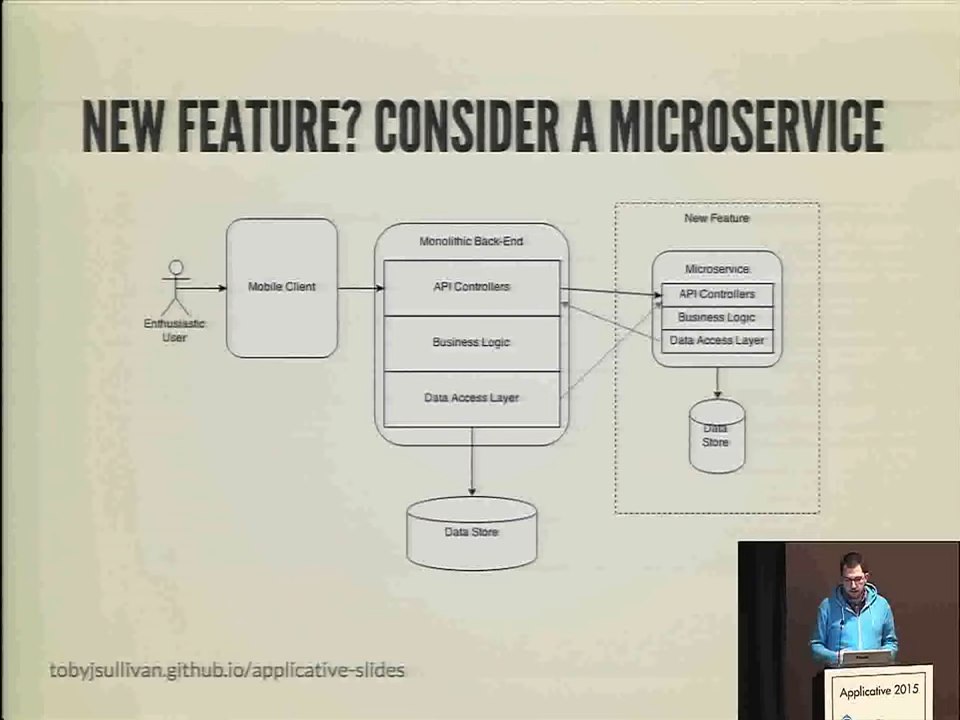 NEW FEATURE? CONSIDER A MICROSERVICE
Enthusiastic
User
Mobile Client
Monolithic Back-End
API Controllers
Business Logic
Data Access Layer
Data Store
New Feature
Microservice
API Controllers
Business Logic
Data Access Layer
Data
Store
tobyjsullivan.github.io/applicative-slides
Applicative 2015